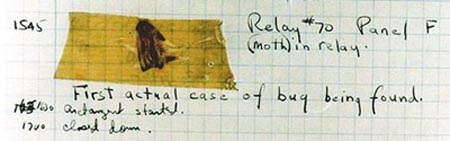 1545 Relay #70 Panel F
(moth) in relay.
First actual case of bug being found.
1630 antangent started.
1700 closed down.